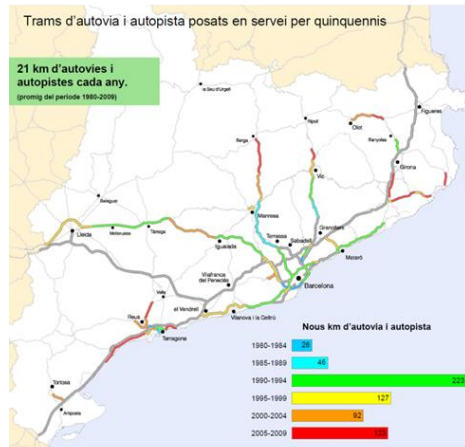 Trams d'autovia i autopista posats en servei per quinquennis
21 km d'autovies i
autopistes cada any.
(promig del període 1980-2009)
la Seu d'Urgell
Figueres
Olot
Ripoll
Berga
Banyoles
Girona
Vic
Balaguer
Manresa
Mollerussa
Tàrrega
Lleida
Igualada
Terrassa
Sabadell
Granollers
Mataró
Vilafranca
del Penedès
Barcelona
Valls
el Vendrell
Vilanova i la Geltrú
Reus
Tarragona
Tortosa
Amposta
Nous km d'autovia i autopista
1980-1984 26
1985-1989 46
1990-1994 223
1995-1999 127
2000-2004 92
2005-2009